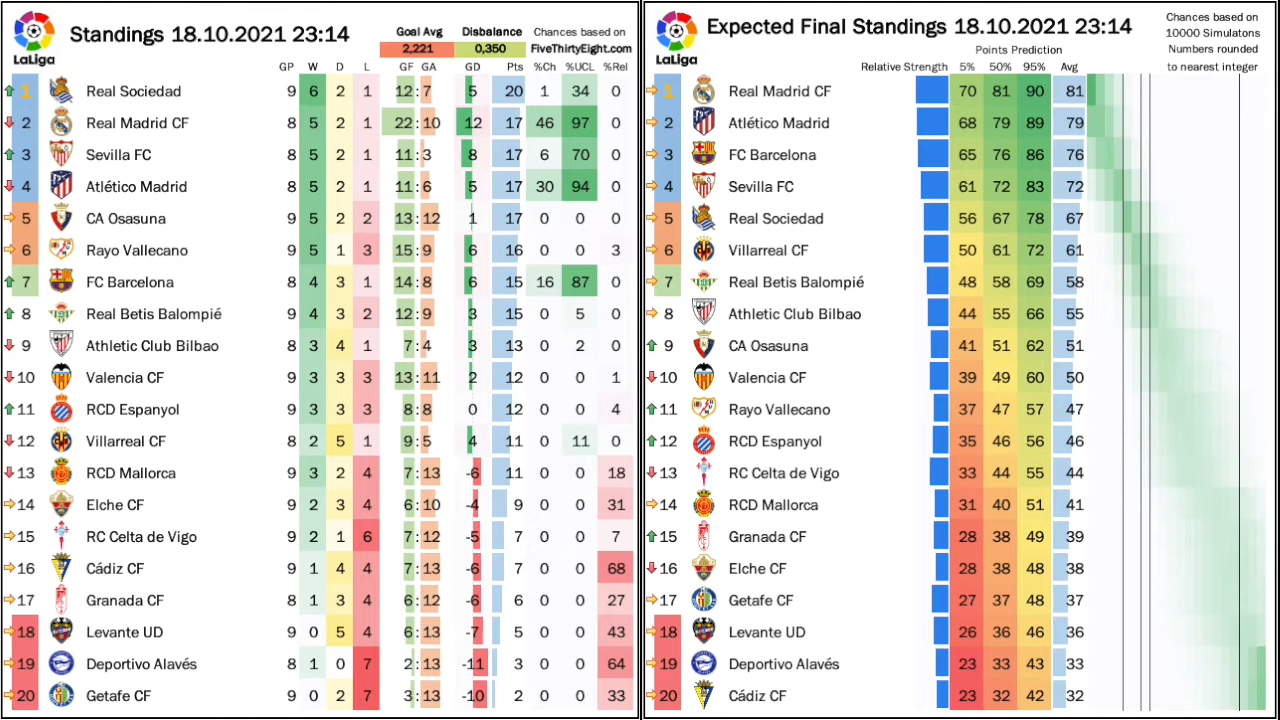 LaLiga
Standings 18.10.2021 23:14
Goal Avg Disbalance Chances based on
2,221 0,350 FiveThirtyEight.com
GP W D L GF GA GD Pts %Ch %UCL %Rel
1 Real Sociedad 9 6 2 1 12 : 7 5 20 1 34 0
2 Real Madrid CF 8 5 2 1 22 : 10 12 17 46 97 0
3 Sevilla FC 8 5 2 1 11 : 3 8 17 6 70 0
4 Atlético Madrid 8 5 2 1 11 : 6 5 17 30 94 0
5 CA Osasuna 9 5 2 2 13 : 12 1 17 0 0 0
6 Rayo Vallecano 9 5 1 3 15 : 9 6 16 0 0 3
7 FC Barcelona 8 4 3 1 14 : 8 6 15 16 87 0
8 Real Betis Balompié 9 4 3 2 12 : 9 3 15 0 5 0
9 Athletic Club Bilbao 8 3 4 1 7 : 4 3 13 0 2 0
10 Valencia CF 9 3 3 3 13 : 11 2 12 0 0 1
11 RCD Espanyol 9 3 3 3 8 : 8 0 12 0 0 4
12 Villarreal CF 8 2 5 1 9 : 5 4 11 0 11 0
13 RCD Mallorca 9 3 2 4 7 : 13 -6 11 0 0 18
14 Elche CF 9 2 3 4 6 : 10 -4 9 0 0 31
15 RC Celta de Vigo 9 2 1 6 7 : 12 -5 7 0 0 7
16 Cádiz CF 9 1 4 4 7 : 13 -6 7 0 0 68
17 Granada CF 8 1 3 4 6 : 12 -6 6 0 0 27
18 Levante UD 9 0 5 4 6 : 13 -7 5 0 0 43
19 Deportivo Alavés 8 1 0 7 2 : 13 -11 3 0 0 64
20 Getafe CF 9 0 2 7 3 : 13 -10 2 0 0 33
LaLiga
Expected Final Standings 18.10.2021 23:14
Chances based on
10000 Simulatons
Numbers rounded
to nearest integer
Points Prediction
Relative Strength 5% 50% 95% Avg
1 Real Madrid CF 70 81 90 81
2 Atlético Madrid 68 79 89 79
3 FC Barcelona 65 76 86 76
4 Sevilla FC 61 72 83 72
5 Real Sociedad 56 67 78 67
6 Villarreal CF 50 61 72 61
7 Real Betis Balompié 48 58 69 58
8 Athletic Club Bilbao 44 55 66 55
9 CA Osasuna 41 51 62 51
10 Valencia CF 39 49 60 50
11 Rayo Vallecano 37 47 57 47
12 RCD Espanyol 35 46 56 46
13 RC Celta de Vigo 33 44 55 44
14 RCD Mallorca 31 40 51 41
15 Granada CF 28 38 49 39
16 Elche CF 28 38 48 38
17 Getafe CF 27 37 48 37
18 Levante UD 26 36 46 36
19 Deportivo Alavés 23 33 43 33
20 Cádiz CF 23 32 42 32